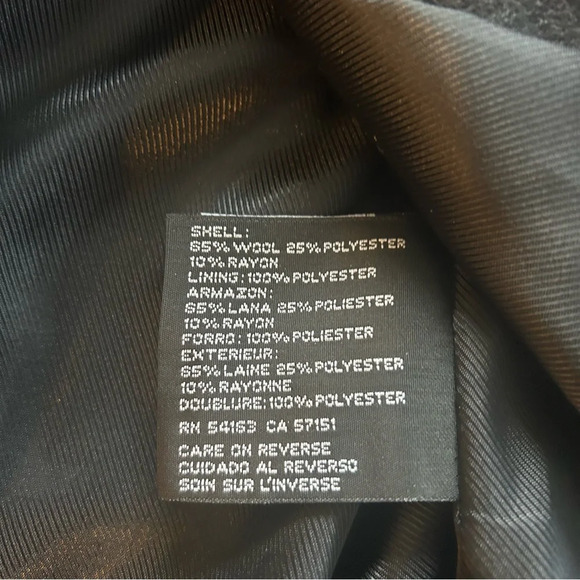 SHELL:
65% WOOL 25% POLYESTER
10% RAYON
LINING: 100% POLYESTER
ARMAZON:
65% LANA 25% POLIESTER
10% RAYON
FORRO: 100% POLIESTER
EXTERIEUR:
65% LAINE 25% POLYESTER
10% RAYONNE
DOUBLURE: 100% POLYESTER
RN 54163 CA 57151
CARE ON REVERSE
CUIDADO AL REVERSO
SOIN SUR L'INVERSE